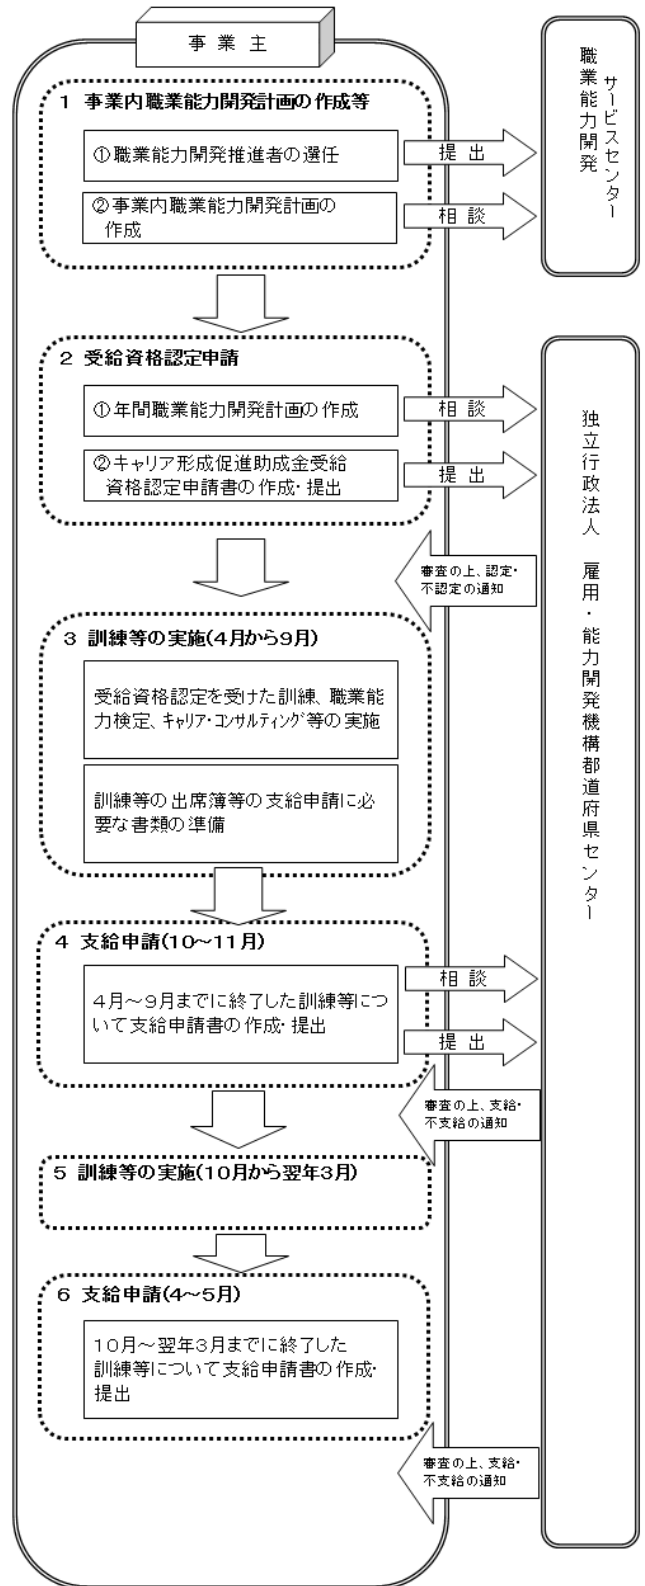 事 業 主
1 事業内職業能力開発計画の作成等
①職業能力開発推進者の選任
提 出
②事業内職業能力開発計画の
作成
相 談
職業能力開発
サービスセンター
2 受給資格認定申請
①年間職業能力開発計画の作成
相 談
②キャリア形成促進助成金受給
資格認定申請書の作成・提出
提 出
審査の上、認定・
不認定の通知
独立行政法人 雇用・能力開発機構都道府県センター
3 訓練等の実施(4月から9月)
受給資格認定を受けた訓練、職業能
力検定、キャリア・コンサルティング等の実施
訓練等の出席簿等の支給申請に必
要な書類の準備
4 支給申請(10～11月)
4月～9月までに終了した訓練等につ
いて支給申請書の作成・提出
相 談
提 出
審査の上、支給・
不支給の通知
5 訓練等の実施(10月から翌年3月)
6 支給申請(4～5月)
10月～翌年3月までに終了した
訓練等について支給申請書の作成・
提出
審査の上、支給・
不支給の通知